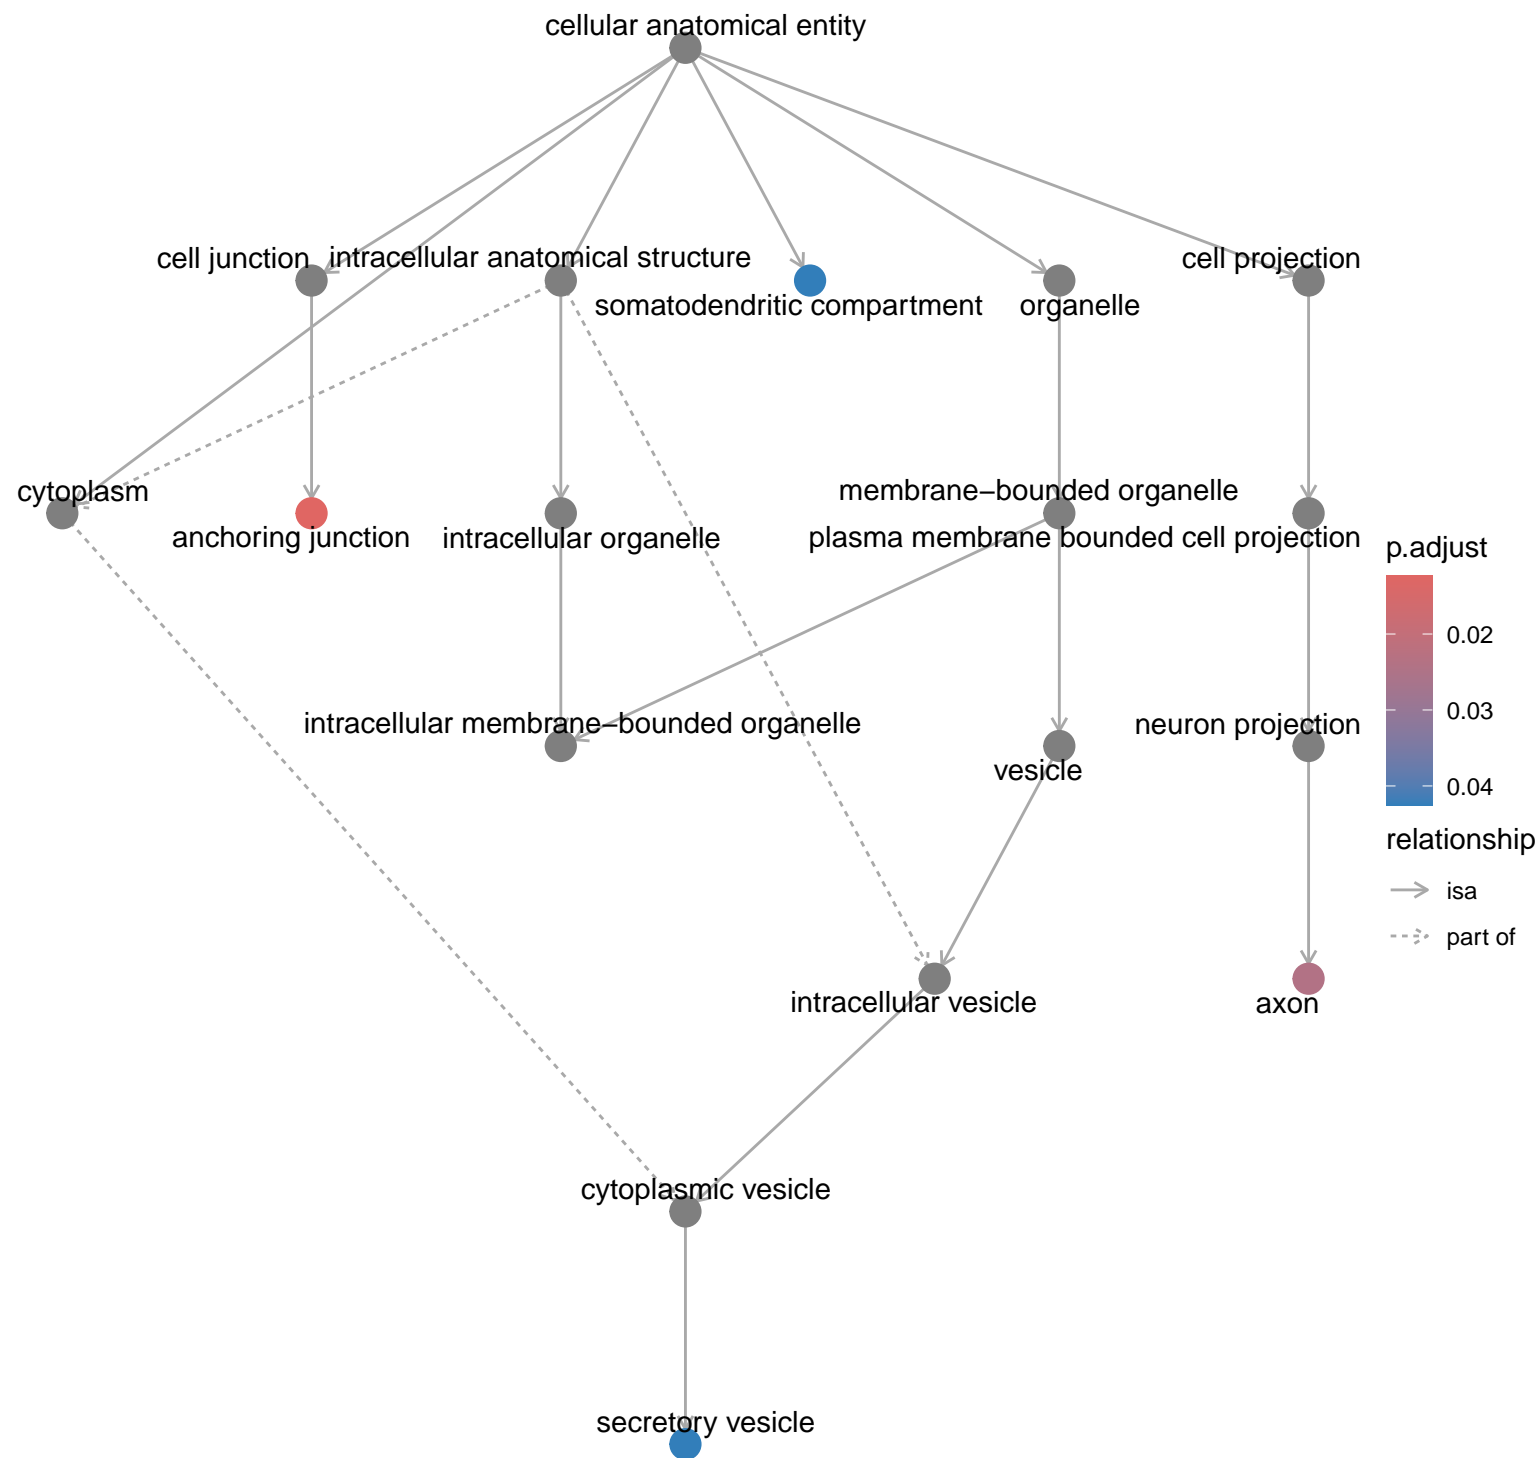 cellular anatomical entity
cell junction
intracellular anatomical structure
cell projection
somatodendritic compartment
organelle
cytoplasm
membrane−bounded organelle
anchoring junction
intracellular organelle
plasma membrane bounded cell projection
p.adjust
0.02
0.03
0.04
intracellular membrane−bounded organelle
neuron projection
vesicle
relationship
isa
part of
intracellular vesicle
axon
cytoplasmic vesicle
secretory vesicle